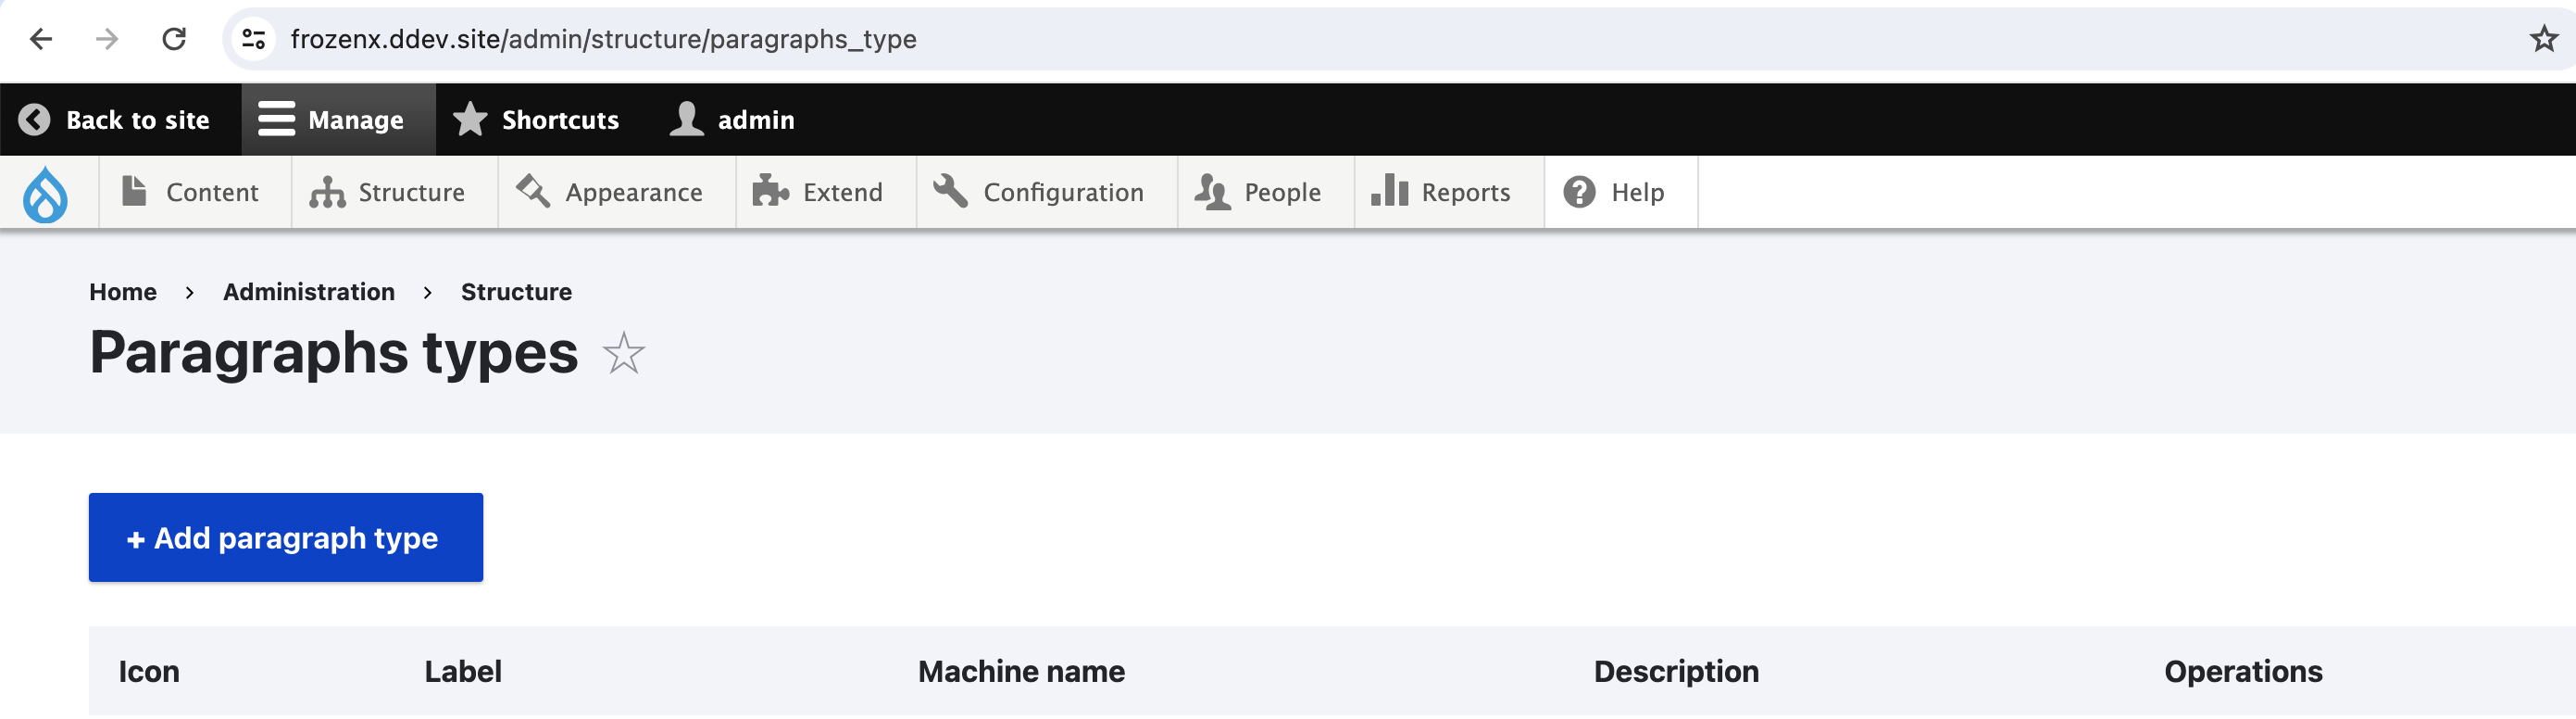 frozenx.ddev.site/admin/structure/paragraphs_type
Back to site Manage Shortcuts admin
Content Structure Appearance Extend Configuration People Reports Help
Home › Administration › Structure
Paragraphs types
+ Add paragraph type
Icon Label Machine name Description Operations